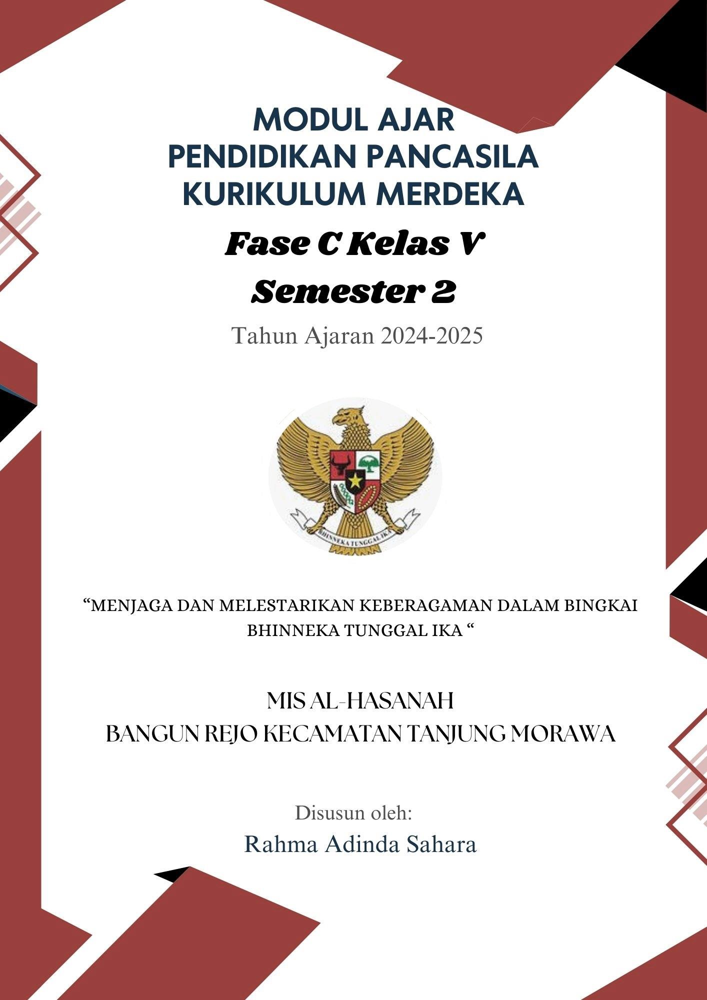 MODUL AJAR
PENDIDIKAN PANCASILA
KURIKULUM MERDEKA
Fase C Kelas V
Semester 2
Tahun Ajaran 2024-2025
BHINNEKA TUNGGAL IKA
“MENJAGA DAN MELESTARIKAN KEBERAGAMAN DALAM BINGKAI
BHINNEKA TUNGGAL IKA “
MIS AL-HASANAH
BANGUN REJO KECAMATAN TANJUNG MORAWA
Disusun oleh:
Rahma Adinda Sahara